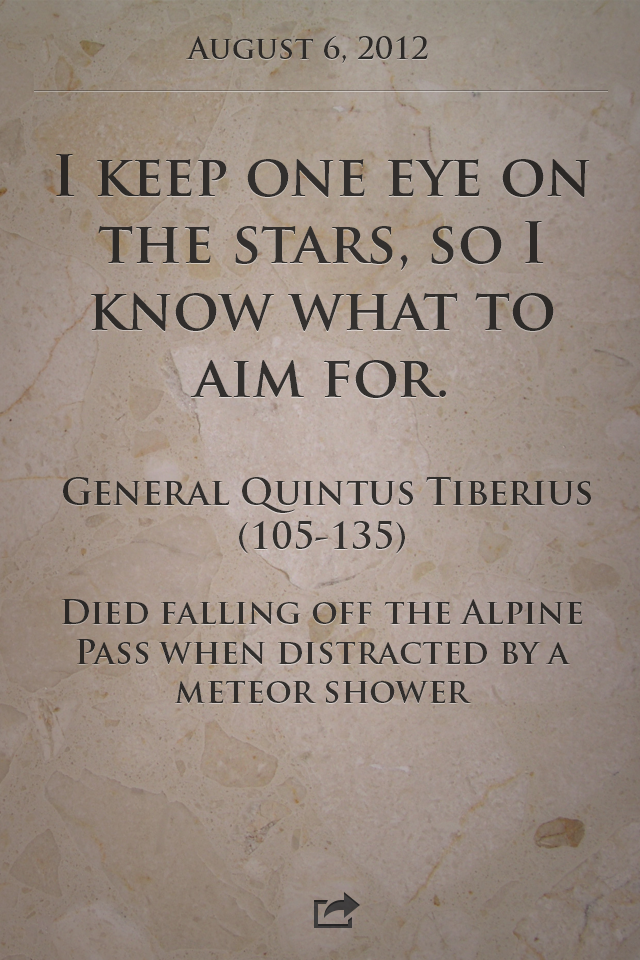 August 6, 2012
I keep one eye on
the stars, so I
know what to
aim for.
General Quintus Tiberius
(105-135)
Died falling off the Alpine
Pass when distracted by a
meteor shower